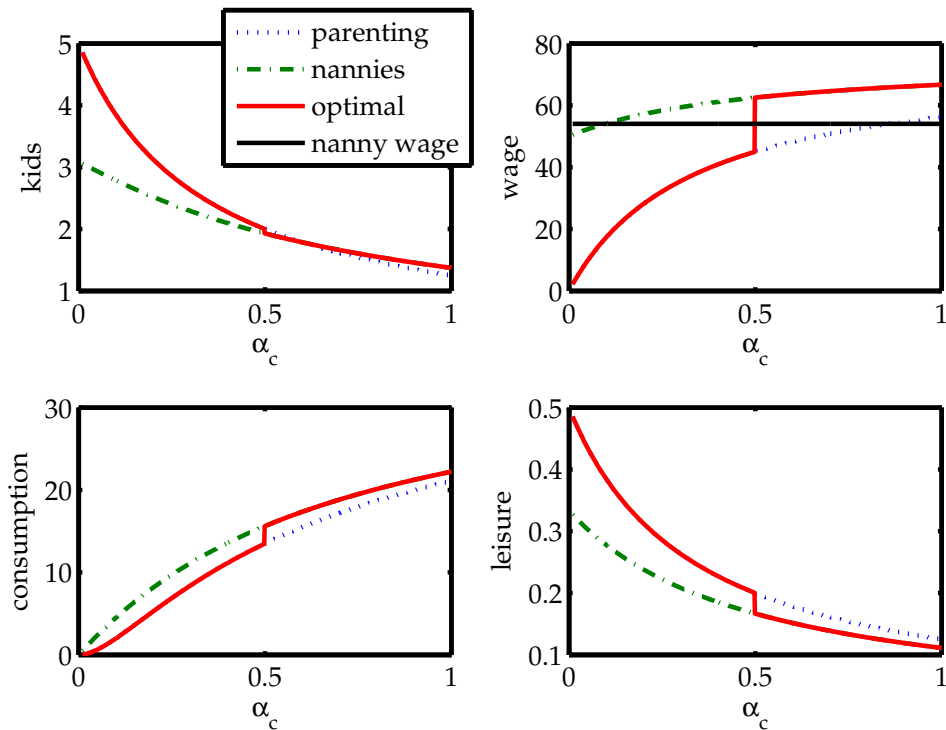 parenting
nannies
optimal
nanny wage
5
4
3
2
1
kids
0
0.5
1
α_c
80
60
40
20
0
wage
0
0.5
1
α_c
30
20
10
0
consumption
0
0.5
1
α_c
0.5
0.4
0.3
0.2
0.1
leisure
0
0.5
1
α_c